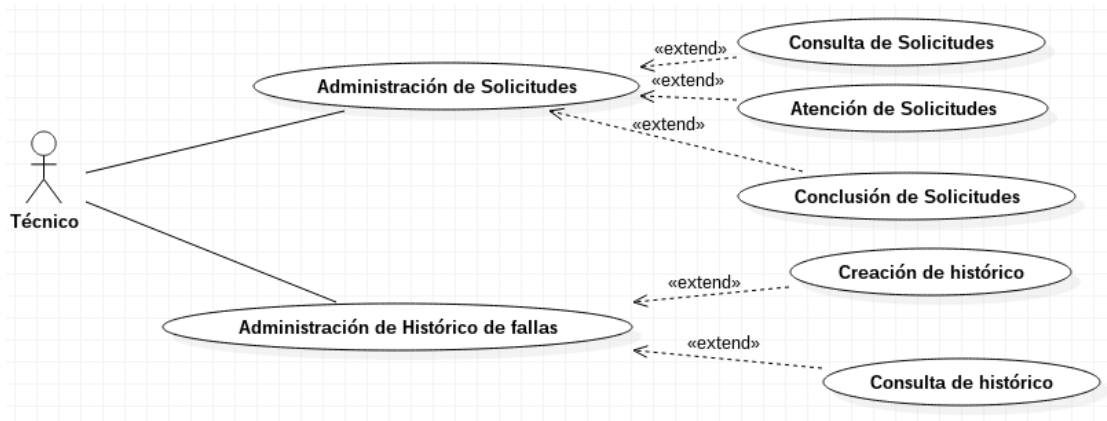 Consulta de Solicitudes
«extend»
Administración de Solicitudes
«extend»
Atención de Solicitudes
«extend»
Conclusión de Solicitudes
Técnico
Creación de histórico
«extend»
Administración de Histórico de fallas
«extend»
Consulta de histórico